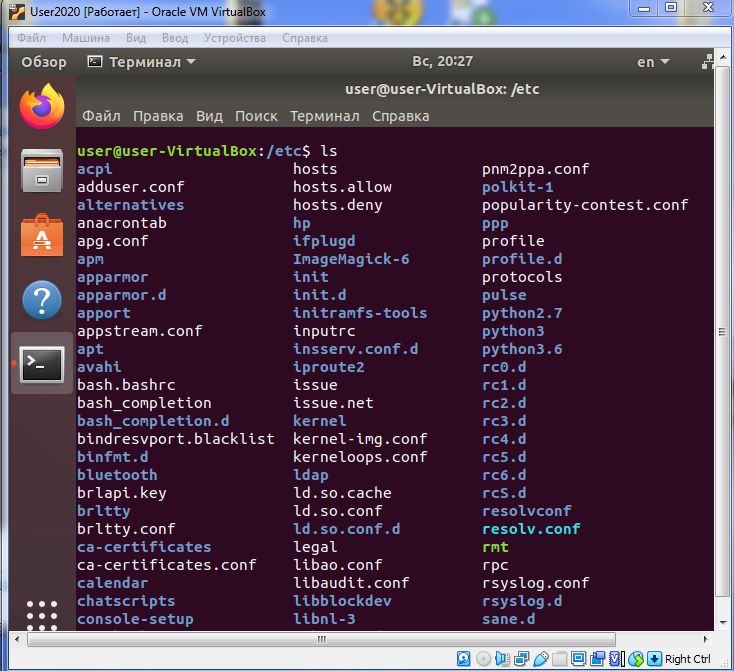 User2020 [Работает] - Oracle VM VirtualBox
Файл Машина Вид Ввод Устройства Справка
Обзор Терминал Вс, 20:27 en
user@user-VirtualBox: /etc
Файл Правка Вид Поиск Терминал Справка
user@user-VirtualBox:/etc$ ls
acpi hosts pnm2ppa.conf
adduser.conf hosts.allow polkit-1
alternatives hosts.deny popularity-contest.conf
anacrontab hp ppp
apg.conf ifplugd profile
apm ImageMagick-6 profile.d
apparmor init protocols
apparmor.d init.d pulse
apport initramfs-tools python2.7
appstream.conf inputrc python3
apt insserv.conf.d python3.6
avahi iproute2 rc0.d
bash.bashrc issue rc1.d
bash_completion issue.net rc2.d
bash_completion.d kernel rc3.d
bindresvport.blacklist kernel-img.conf rc4.d
binfmt.d kerneloops.conf rc5.d
bluetooth ldap rc6.d
brlapi.key ld.so.cache rcS.d
brltty ld.so.conf resolvconf
brltty.conf ld.so.conf.d resolv.conf
ca-certificates legal rmt
ca-certificates.conf libao.conf rpc
calendar libaudit.conf rsyslog.conf
chatscripts libblockdev rsyslog.d
console-setup libnl-3 sane.d
Right Ctrl